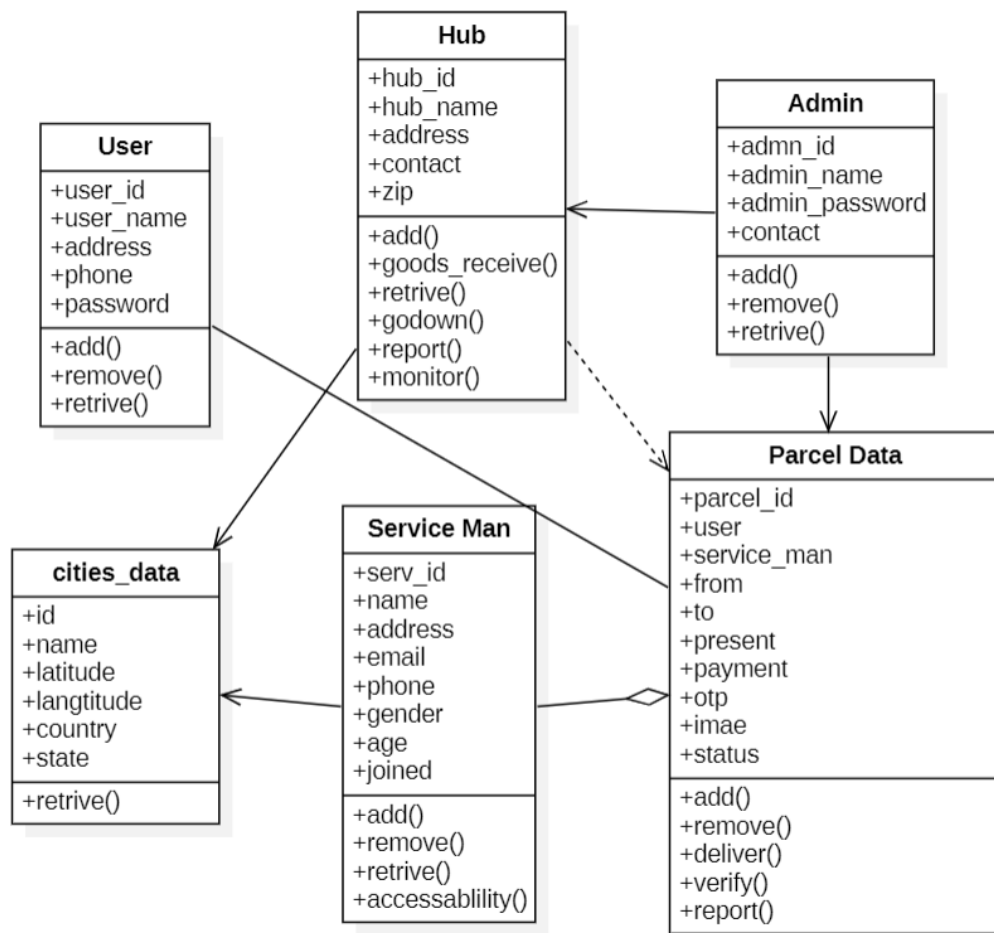 Hub
+hub_id
+hub_name
+address
+contact
+zip
+add()
+goods_receive()
+retrive()
+godown()
+report()
+monitor()
Admin
+admn_id
+admin_name
+admin_password
+contact
+add()
+remove()
+retrive()
User
+user_id
+user_name
+address
+phone
+password
+add()
+remove()
+retrive()
Parcel Data
+parcel_id
+user
+service_man
+from
+to
+present
+payment
+otp
+imae
+status
+add()
+remove()
+deliver()
+verify()
+report()
Service Man
+serv_id
+name
+address
+email
+phone
+gender
+age
+joined
+add()
+remove()
+retrive()
+accessablility()
cities_data
+id
+name
+latitude
+langtitude
+country
+state
+retrive()